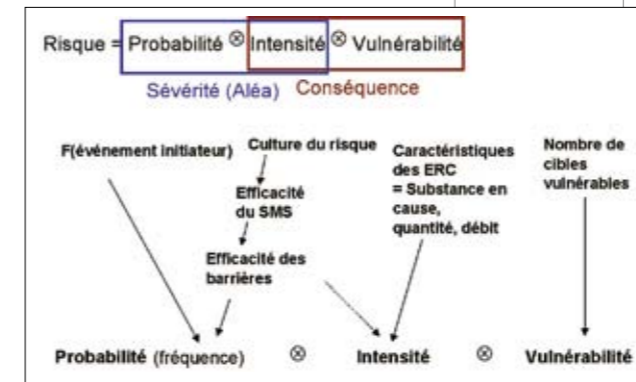 Risque = Probabilité ⊗ Intensité ⊗ Vulnérabilité
Sévérité (Aléa) Conséquence
F(événement initiateur)
Culture du risque
Efficacité
du SMS
Efficacité des
barrières
Caractéristiques
des ERC
= Substance en
cause,
quantité, débit
Nombre de
cibles
vulnérables
Probabilité (fréquence) ⊗ Intensité ⊗ Vulnérabilité